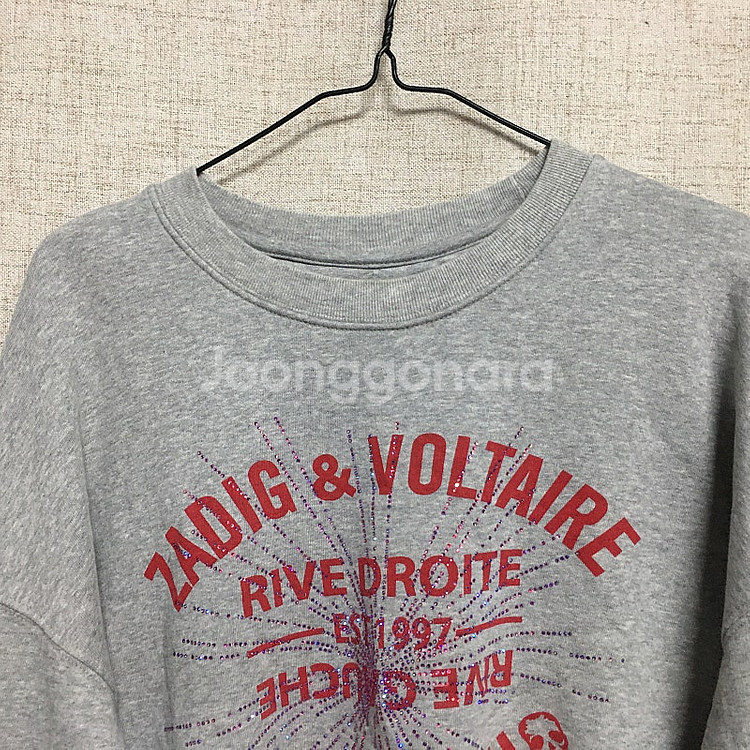 Joonggonara
ZADIG & VOLTAIRE
RIVE DROITE
EST 1997
RIVE GAUCHE